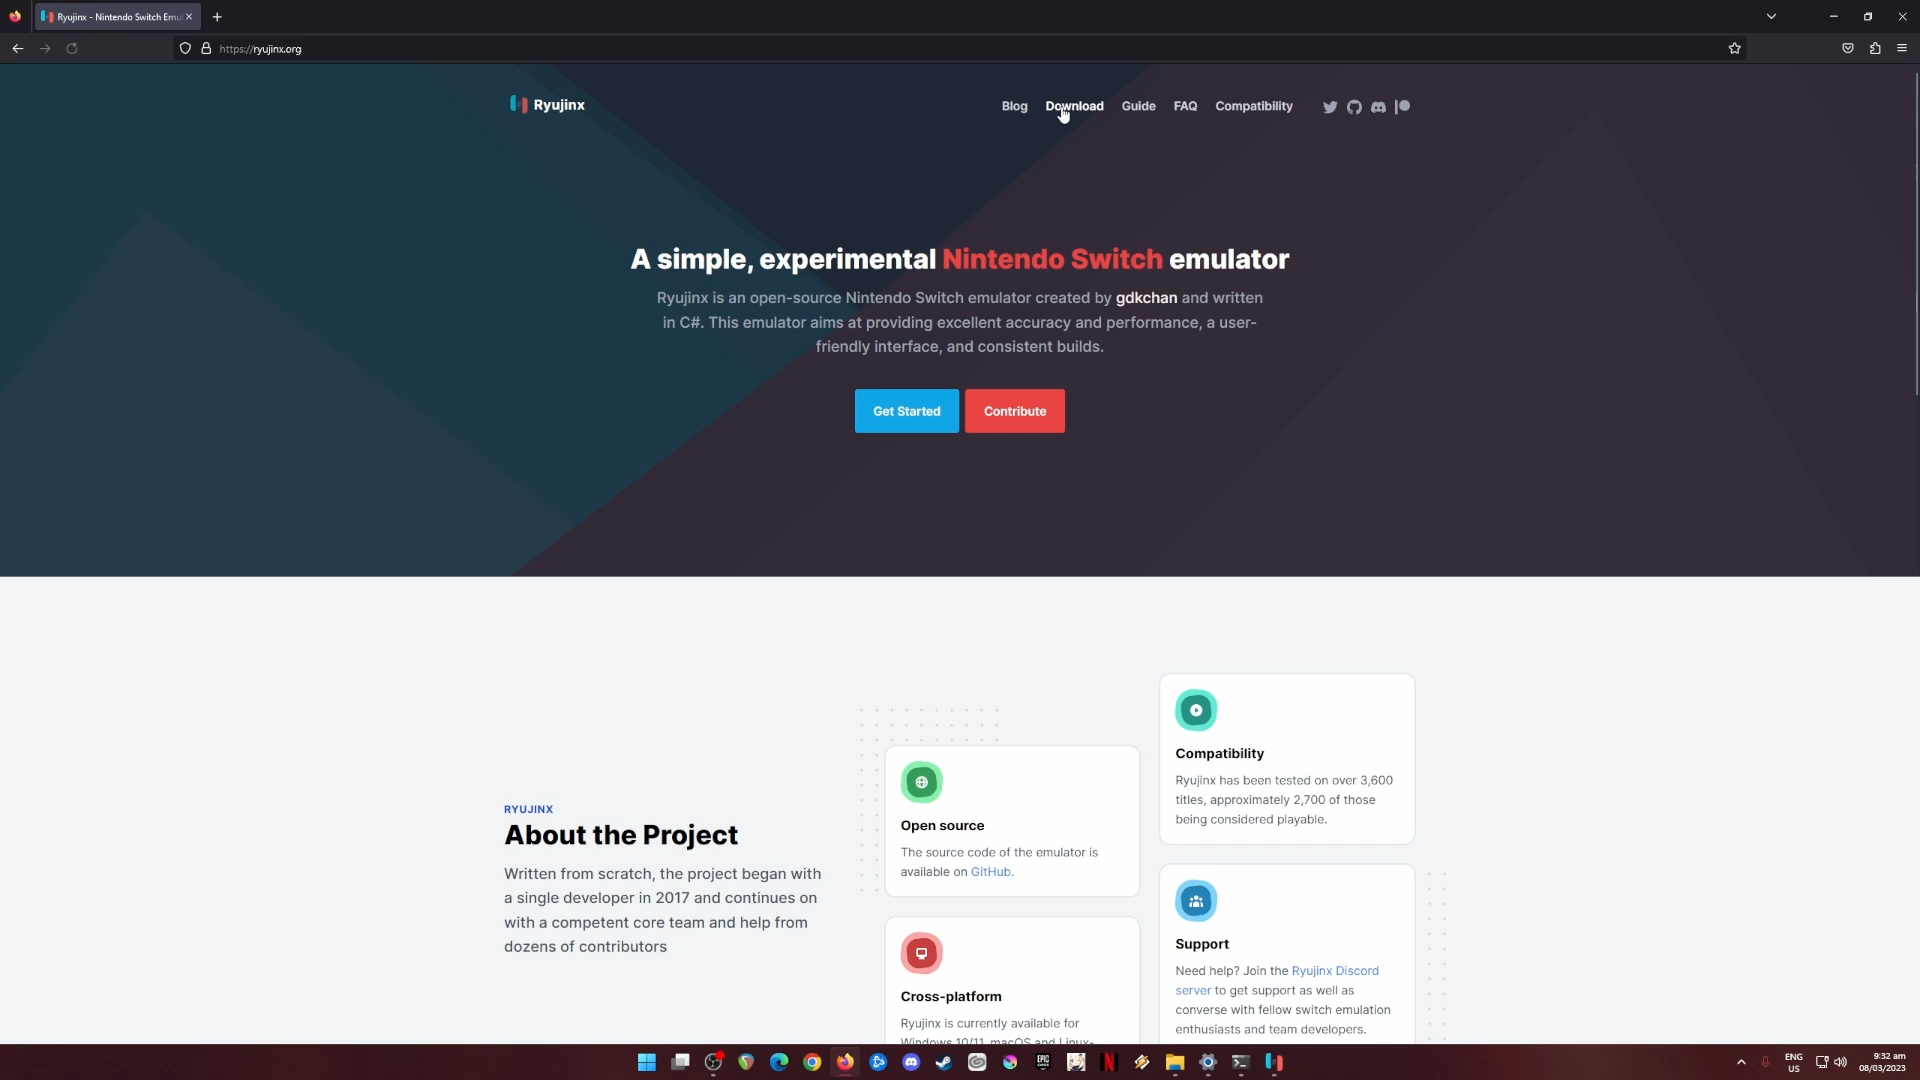 Ryujinx - Nintendo Switch Emu
https://ryujinx.org
Ryujinx
Blog Download Guide FAQ Compatibility
A simple, experimental Nintendo Switch emulator
Ryujinx is an open-source Nintendo Switch emulator created by gdkchan and written
in C#. This emulator aims at providing excellent accuracy and performance, a user-
friendly interface, and consistent builds.
Get Started Contribute
RYUJINX
About the Project
Written from scratch, the project began with
a single developer in 2017 and continues on
with a competent core team and help from
dozens of contributors
Open source
The source code of the emulator is
available on GitHub.
Cross-platform
Ryujinx is currently available for
Windows 10/11, macOS and Linux-
Compatibility
Ryujinx has been tested on over 3,600
titles, approximately 2,700 of those
being considered playable.
Support
Need help? Join the Ryujinx Discord
server to get support as well as
converse with fellow switch emulation
enthusiasts and team developers.
EPIC
ENG
US
9:32 am
08/03/2023